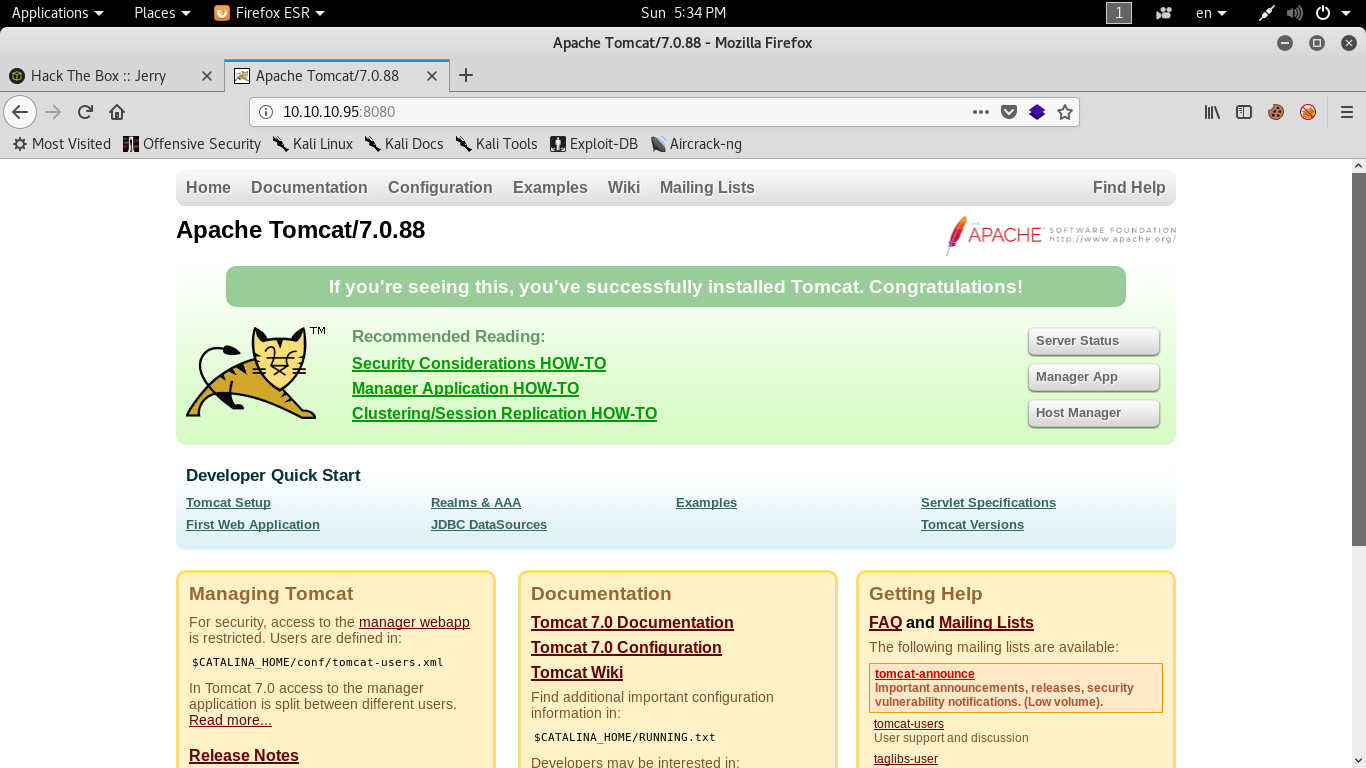 Applications Places Firefox ESR Sun 5:34 PM 1 en
Apache Tomcat/7.0.88 - Mozilla Firefox
Hack The Box :: Jerry Apache Tomcat/7.0.88
10.10.10.95:8080
Most Visited Offensive Security Kali Linux Kali Docs Kali Tools Exploit-DB Aircrack-ng
Home Documentation Configuration Examples Wiki Mailing Lists Find Help
Apache Tomcat/7.0.88
THE APACHE SOFTWARE FOUNDATION
http://www.apache.org/
If you're seeing this, you've successfully installed Tomcat. Congratulations!
TM
Recommended Reading:
Security Considerations HOW-TO
Manager Application HOW-TO
Clustering/Session Replication HOW-TO
Server Status
Manager App
Host Manager
Developer Quick Start
Tomcat Setup
First Web Application
Realms & AAA
JDBC DataSources
Examples
Servlet Specifications
Tomcat Versions
Managing Tomcat
For security, access to the manager webapp
is restricted. Users are defined in:
$CATALINA_HOME/conf/tomcat-users.xml
In Tomcat 7.0 access to the manager
application is split between different users.
Read more...
Release Notes
Documentation
Tomcat 7.0 Documentation
Tomcat 7.0 Configuration
Tomcat Wiki
Find additional important configuration
information in:
$CATALINA_HOME/RUNNING.txt
Developers may be interested in:
Getting Help
FAQ and Mailing Lists
The following mailing lists are available:
tomcat-announce
Important announcements, releases, security
vulnerability notifications. (Low volume).
tomcat-users
User support and discussion
taglibs-user